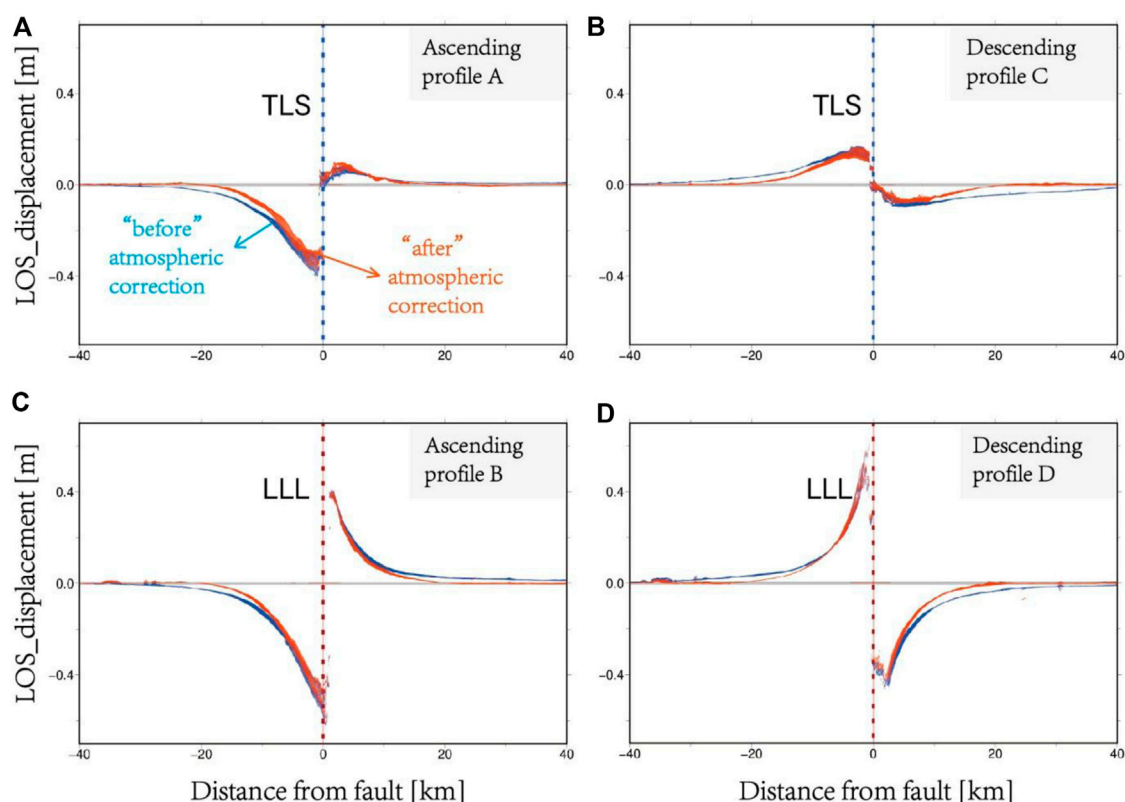 A
LOS_displacement [m]
0.4
0.0
−0.4
TLS
Ascending
profile A
“before”
atmospheric
correction
“after”
atmospheric
correction
−40
−20
0
20
40
B
TLS
Descending
profile C
0.4
0.0
−0.4
−40
−20
0
20
40
C
LOS_displacement [m]
0.4
0.0
−0.4
LLL
Ascending
profile B
−40
−20
0
20
40
Distance from fault [km]
D
LLL
Descending
profile D
0.4
0.0
−0.4
−40
−20
0
20
40
Distance from fault [km]